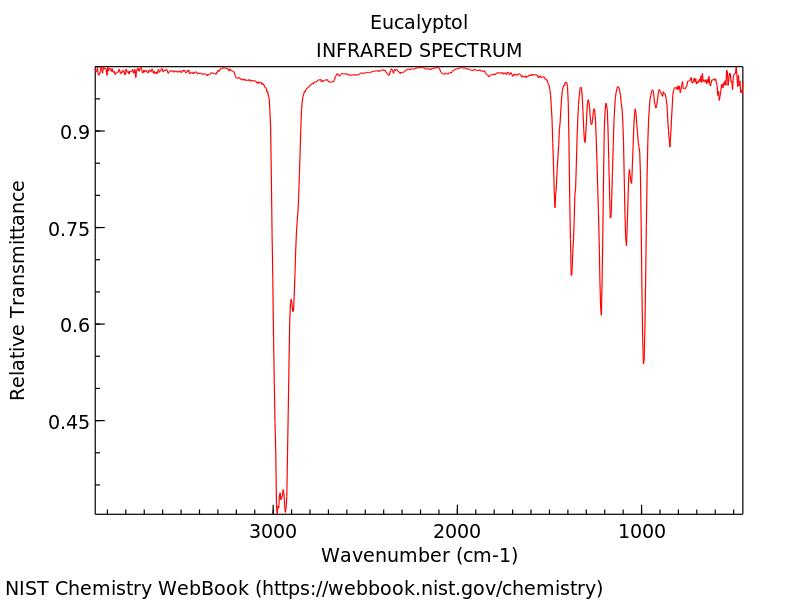 Eucalyptol
INFRARED SPECTRUM
0.9
0.75
0.6
0.45
Relative Transmittance
3000 2000 1000
Wavenumber (cm-1)
NIST Chemistry WebBook (https://webbook.nist.gov/chemistry)